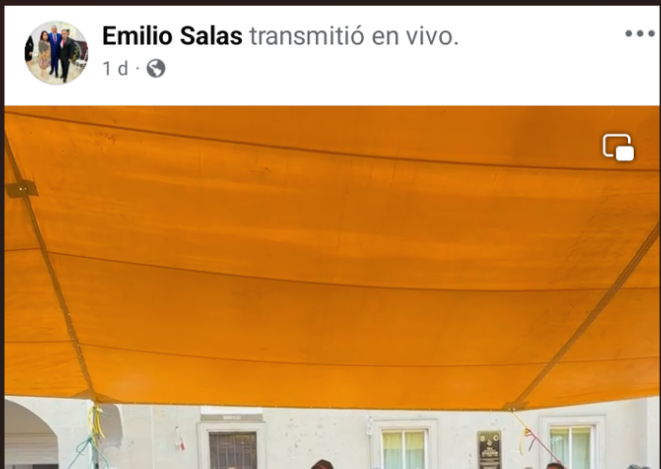 Emilio Salas transmitió en vivo.
1 d ·